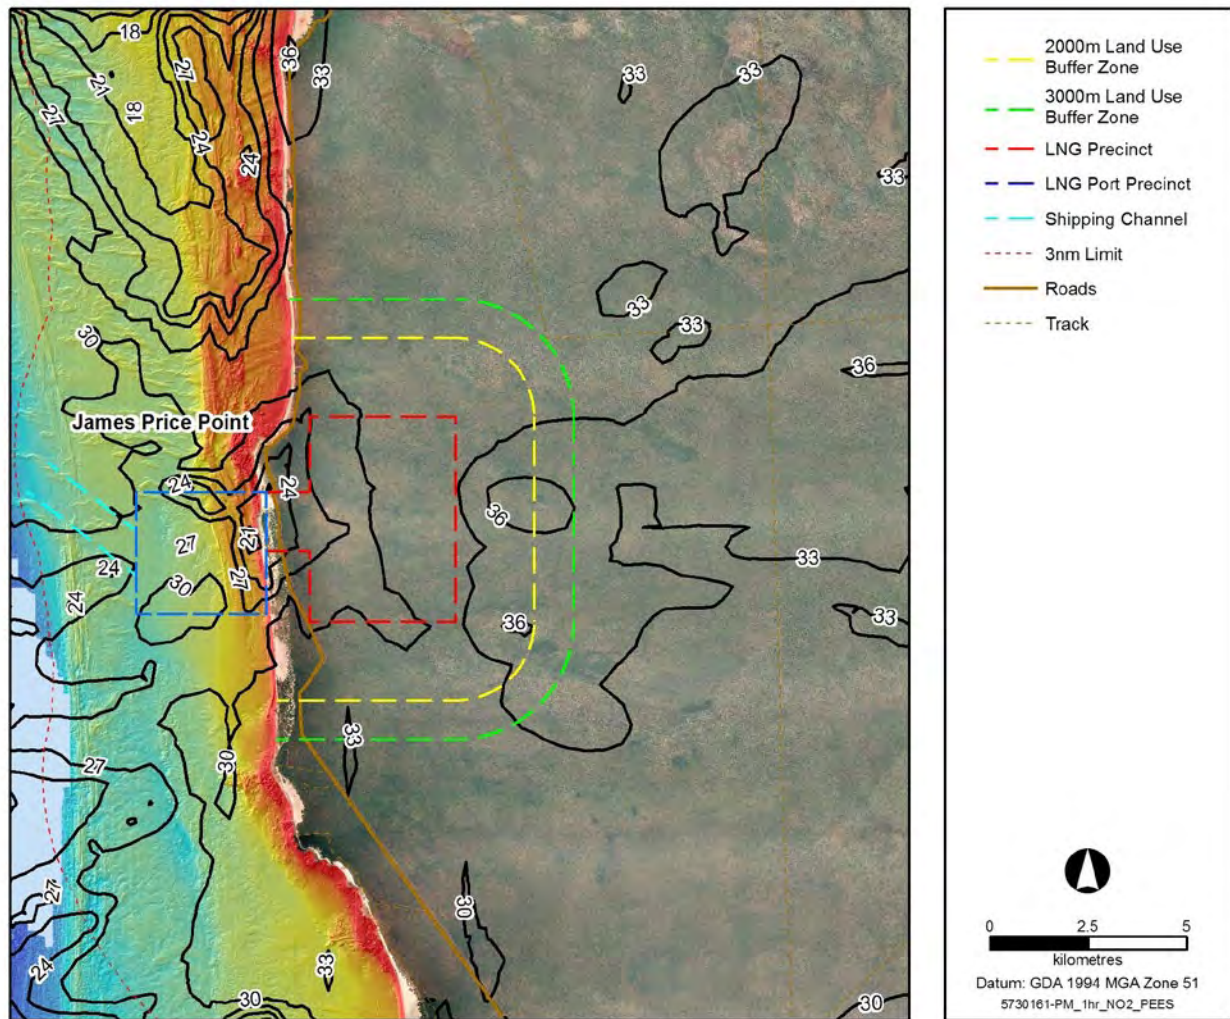 18
27
21
18
27
24
24
36
33
33
33
33
33
33
36
30
James Price Point
24
24
27
21
27
30
24
24
36
36
33
33
33
30
27
27
24
30
33
30
30
2000m Land Use
Buffer Zone
3000m Land Use
Buffer Zone
LNG Precinct
LNG Port Precinct
Shipping Channel
3nm Limit
Roads
Track
0 2.5 5
kilometres
Datum: GDA 1994 MGA Zone 51
5730161-PM_1hr_NO2_PEES